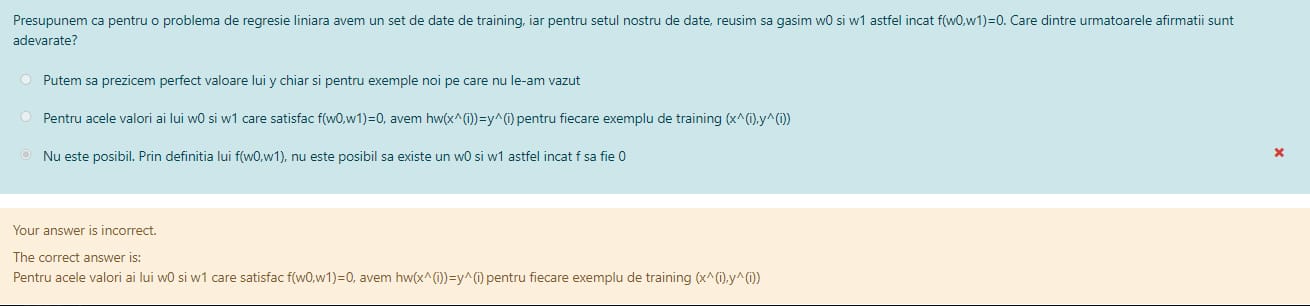 Presupunem ca pentru o problema de regresie liniara avem un set de date de training, iar pentru setul nostru de date, reusim sa gasim w0 si w1 astfel incat f(w0,w1)=0. Care dintre urmatoarele afirmatii sunt
adevarate?
Putem sa prezicem perfect valoare lui y chiar si pentru exemple noi pe care nu le-am vazut
Pentru acele valori ai lui w0 si w1 care satisfac f(w0,w1)=0, avem hw(x^(i))=y^(i) pentru fiecare exemplu de training (x^(i),y^(i))
Nu este posibil. Prin definitia lui f(w0,w1), nu este posibil sa existe un w0 si w1 astfel incat f sa fie 0
Your answer is incorrect.
The correct answer is:
Pentru acele valori ai lui w0 si w1 care satisfac f(w0,w1)=0, avem hw(x^(i))=y^(i) pentru fiecare exemplu de training (x^(i),y^(i))